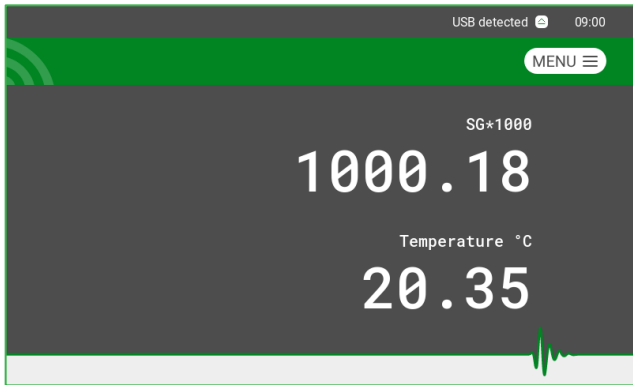 USB detected 09:00
MENU
SG*1000
1000.18
Temperature °C
20.35